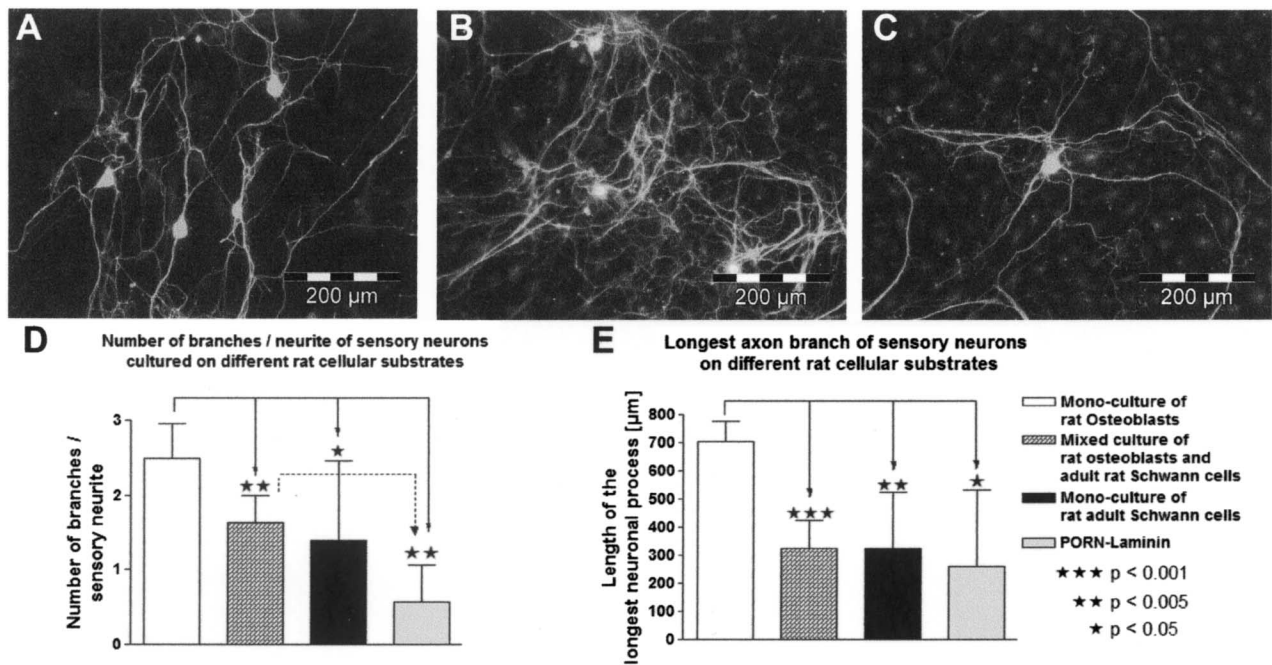 A
B
C
200 µm
200 µm
200 µm
D
Number of branches / neurite of sensory neurons
cultured on different rat cellular substrates
Number of branches /
sensory neurite
3
2
1
0
★★
★
★★
E
Longest axon branch of sensory neurons
on different rat cellular substrates
Length of the
longest neuronal process [µm]
800
700
600
500
400
300
200
100
0
★★★
★★
★
Mono-culture of
rat Osteoblasts
Mixed culture of
rat osteoblasts and
adult rat Schwann cells
Mono-culture of
rat adult Schwann cells
PORN-Laminin
★★★ p < 0.001
★★ p < 0.005
★ p < 0.05